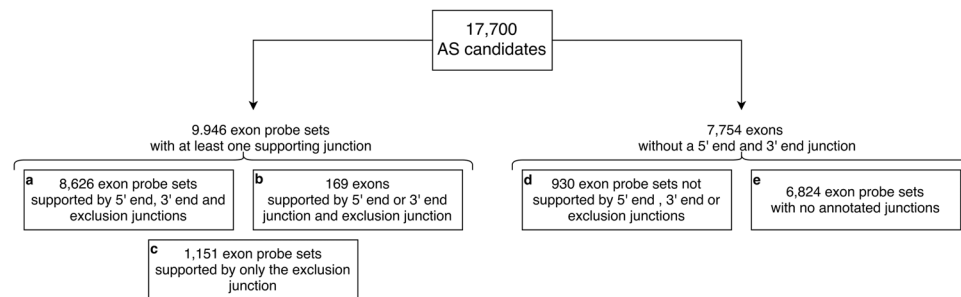 17,700
AS candidates
9.946 exon probe sets
with at least one supporting junction
7,754 exons
without a 5' end and 3' end junction
a
8,626 exon probe sets
supported by 5' end, 3' end and
exclusion junctions
b
169 exons
supported by 5' end or 3' end
junction and exclusion junction
c
1,151 exon probe sets
supported by only the exclusion
junction
d
930 exon probe sets not
supported by 5' end , 3' end or
exclusion junctions
e
6,824 exon probe sets
with no annotated junctions